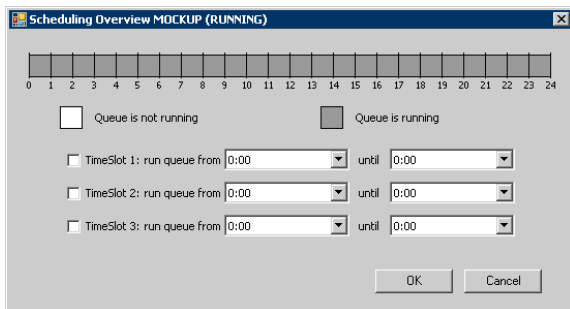 Scheduling Overview MOCKUP (RUNNING)
0 1 2 3 4 5 6 7 8 9 10 11 12 13 14 15 16 17 18 19 20 21 22 23 24
Queue is not running Queue is running
TimeSlot 1: run queue from 0:00 until 0:00
TimeSlot 2: run queue from 0:00 until 0:00
TimeSlot 3: run queue from 0:00 until 0:00
OK Cancel